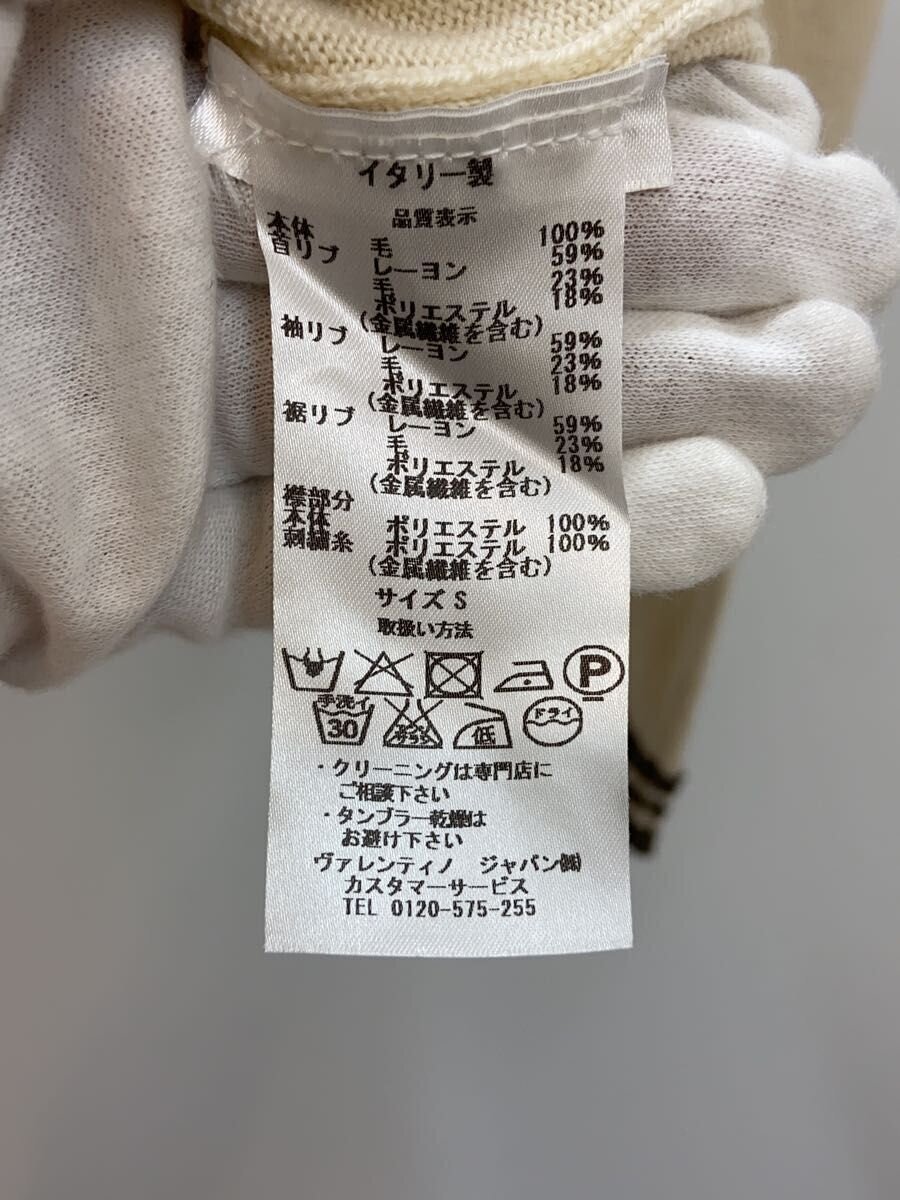 イタリー製
品質表示
本体 毛 100%
首リブ レーヨン 59%
毛 23%
ポリエステル 18%
(金属繊維を含む)
袖リブ レーヨン 59%
毛 23%
ポリエステル 18%
(金属繊維を含む)
裾リブ レーヨン 59%
毛 23%
ポリエステル 18%
(金属繊維を含む)
襟部分
本体 ポリエステル 100%
刺繍糸 ポリエステル 100%
(金属繊維を含む)
サイズ S
取扱い方法
P
手洗イ 30 エンソサラシ 低 ドライ
・クリーニングは専門店に
ご相談下さい
・タンブラー乾燥は
お避け下さい
ヴァレンティノ ジャパン㈱
カスタマーサービス
TEL 0120-575-255